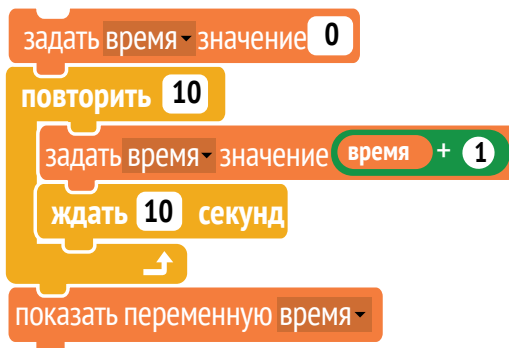 задать время значение 0
повторить 10
задать время значение время + 1
ждать 10 секунд
показать переменную время